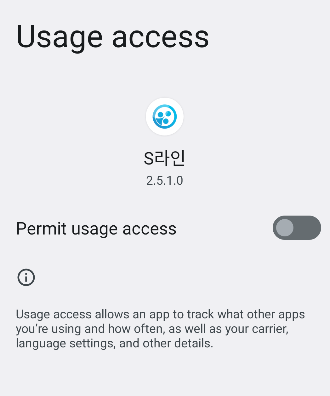 Usage access
S라인
2.5.1.0
Permit usage access
Usage access allows an app to track what other apps
you're using and how often, as well as your carrier,
language settings, and other details.